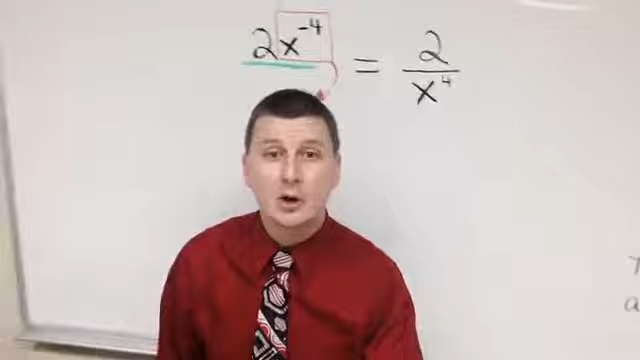 2x⁻⁴ = 2/x⁴